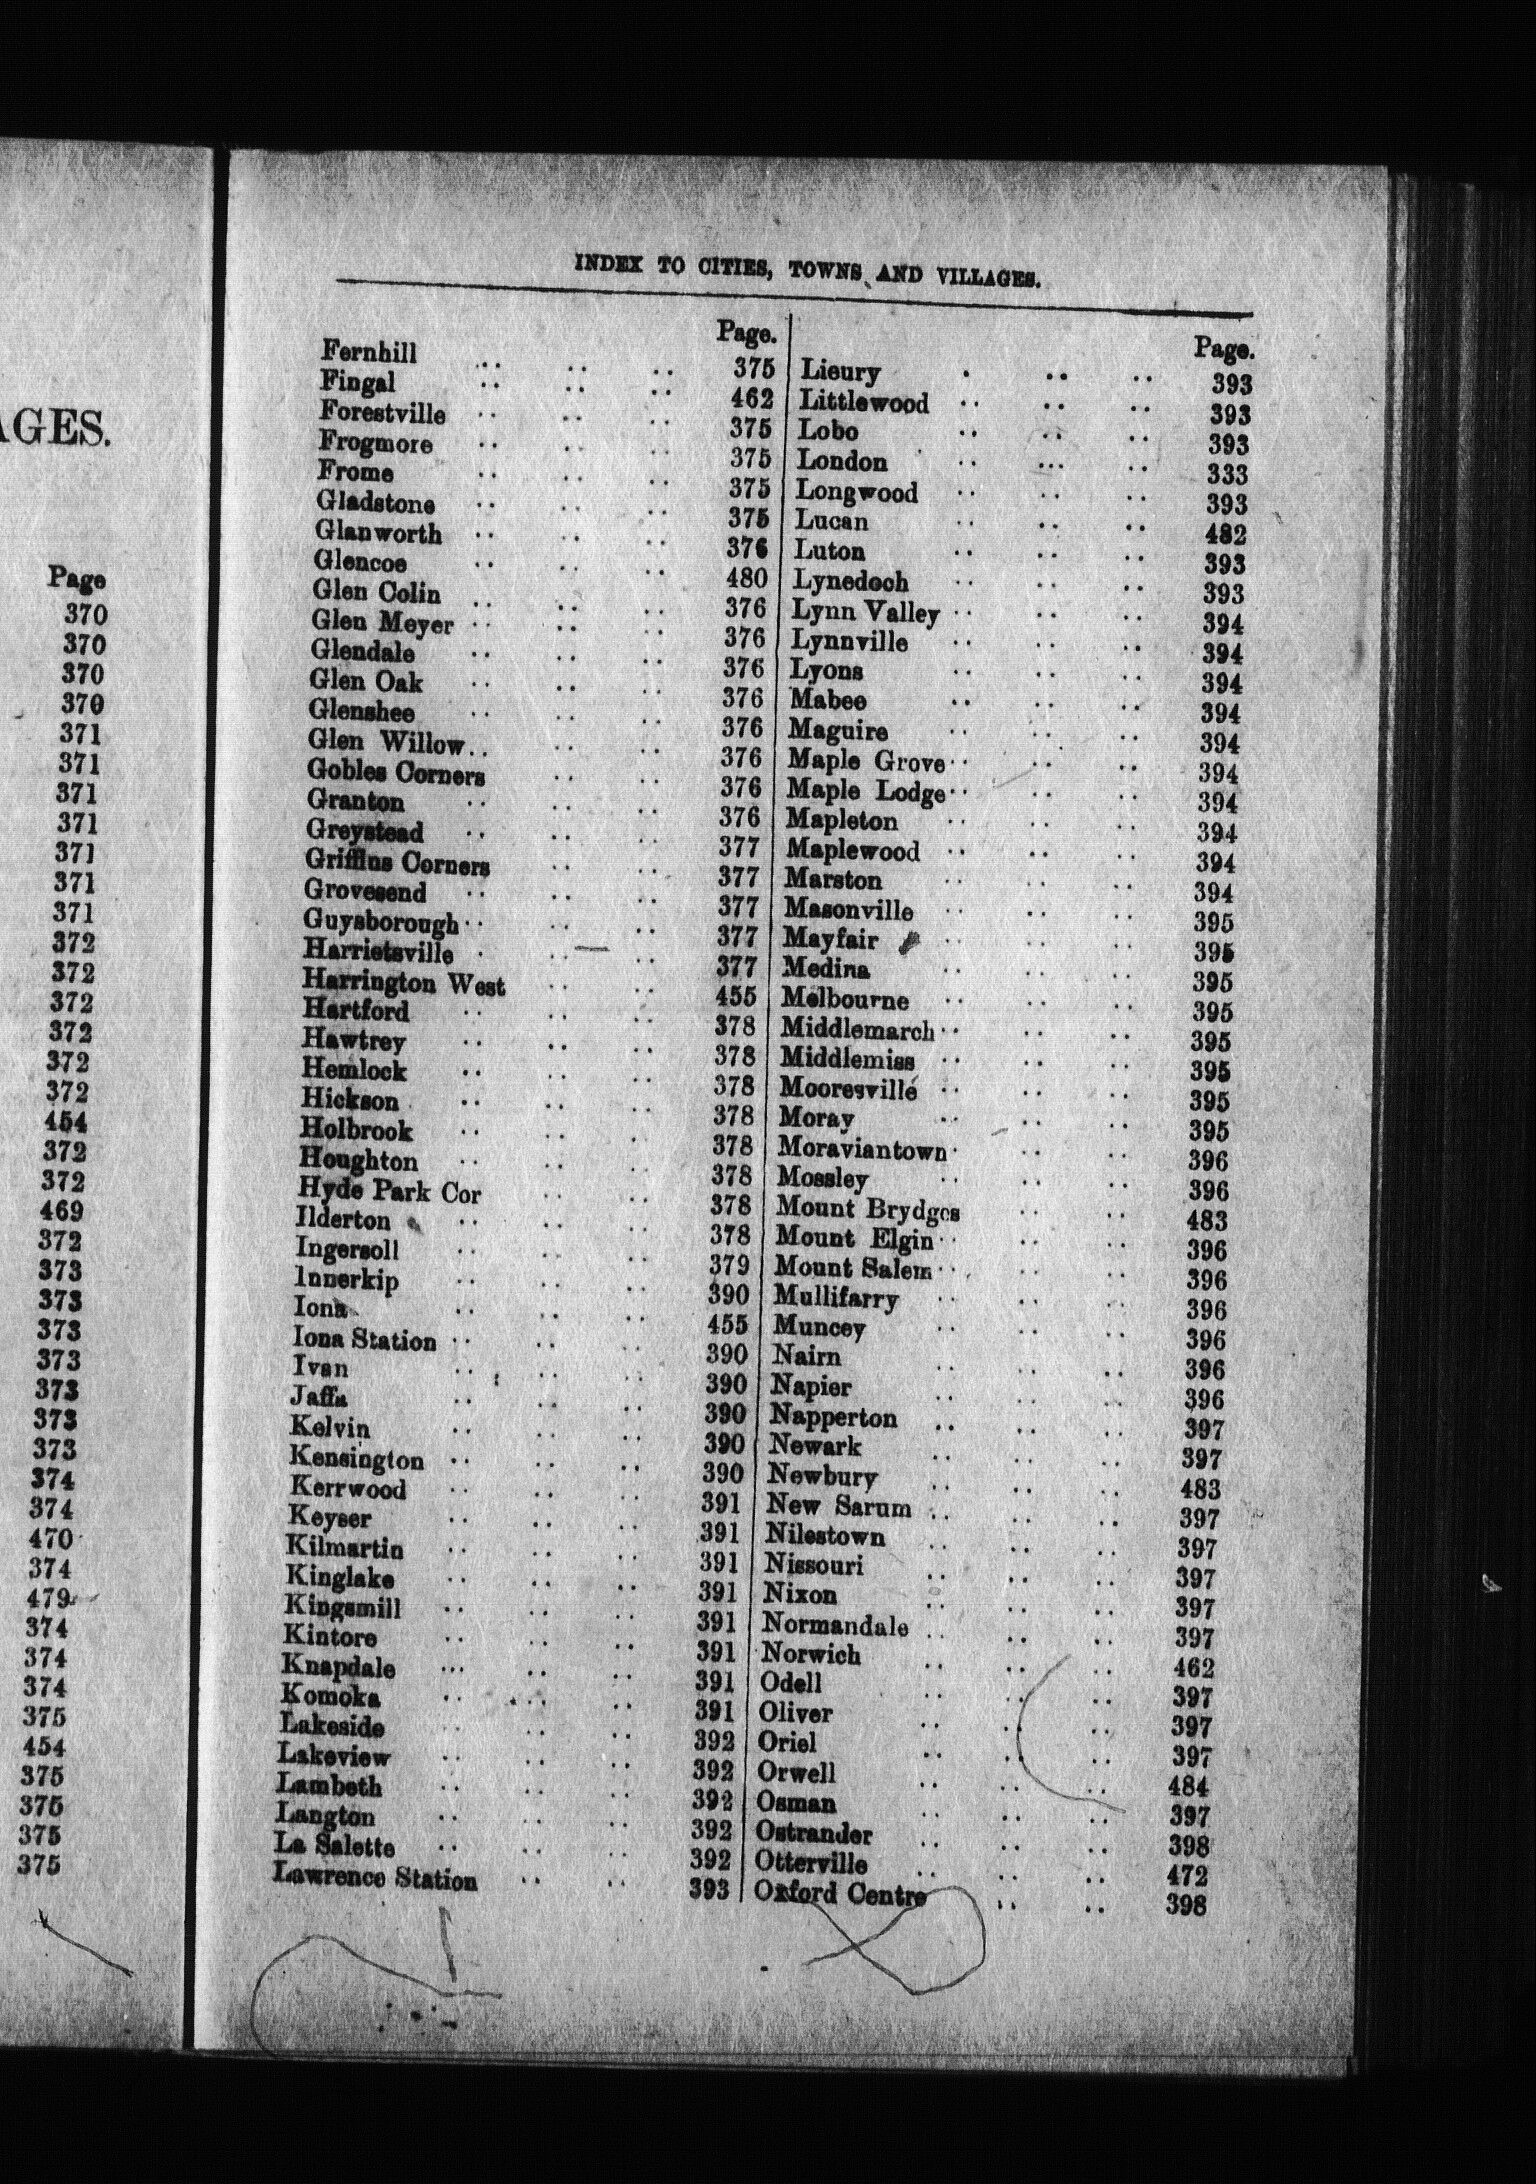 AGES.
Page
370
370
370
370
371
371
371
371
371
371
371
372
372
372
372
372
372
454
372
372
469
372
373
373
373
373
373
373
373
374
374
470
374
479
374
374
374
375
454
375
375
375
375
INDEX TO CITIES, TOWNS AND VILLAGES.
Page.
Fernhill .. .. .. 375
Fingal .. .. .. 462
Forestville .. .. .. 375
Frogmore .. .. .. 375
Frome .. .. .. 375
Gladstone .. .. .. 375
Glanworth .. .. .. 376
Glencoe .. .. .. 480
Glen Colin .. .. .. 376
Glen Meyer .. .. .. 376
Glendale .. .. .. 376
Glen Oak .. .. .. 376
Glenshee .. .. .. 376
Glen Willow .. .. .. 376
Gobles Corners .. .. 376
Granton .. .. .. 376
Greystead .. .. .. 377
Griffins Corners .. .. 377
Grovesend .. .. .. 377
Guysborough .. .. .. 377
Harrietsville .. .. .. 377
Harrington West .. .. 455
Hartford .. .. .. 378
Hawtrey .. .. .. 378
Hemlock .. .. .. 378
Hickson .. .. .. 378
Holbrook .. .. .. 378
Houghton .. .. .. 378
Hyde Park Cor .. .. 378
Ilderton .. .. .. 378
Ingersoll .. .. .. 379
Innerkip .. .. .. 390
Iona .. .. .. 455
Iona Station .. .. .. 390
Ivan .. .. .. 390
Jaffa .. .. .. 390
Kelvin .. .. .. 390
Kensington .. .. .. 390
Kerrwood .. .. .. 391
Keyser .. .. .. 391
Kilmartin .. .. .. 391
Kinglake .. .. .. 391
Kingsmill .. .. .. 391
Kintore .. .. .. 391
Knapdale ... .. .. 391
Komoka .. .. .. 391
Lakeside .. .. .. 392
Lakeview .. .. .. 392
Lambeth .. .. .. 392
Langton .. .. .. 392
La Salette .. .. .. 392
Lawrence Station .. .. 393
Page.
Lieury . .. .. 393
Littlewood .. .. .. 393
Lobo .. .. .. 393
London .. ... .. 333
Longwood .. .. .. 393
Lucan .. .. .. 482
Luton .. .. .. 393
Lynedoch .. .. .. 393
Lynn Valley .. .. .. 394
Lynnville .. .. .. 394
Lyons .. .. .. 394
Mabee .. .. .. 394
Maguire .. .. .. 394
Maple Grove .. .. .. 394
Maple Lodge .. .. .. 394
Mapleton .. .. .. 394
Maplewood .. .. .. 394
Marston .. .. .. 394
Masonville .. .. .. 395
Mayfair .. .. .. 395
Medina .. .. .. 395
Melbourne .. .. .. 395
Middlemarch .. .. .. 395
Middlemiss .. .. .. 395
Mooresville .. .. .. 395
Moray .. .. .. 395
Moraviantown . .. .. 396
Mossley .. .. .. 396
Mount Brydges .. .. 483
Mount Elgin .. .. .. 396
Mount Salem .. .. .. 396
Mullifarry .. .. .. 396
Muncey .. .. .. 396
Nairn .. .. .. 396
Napier .. .. .. 396
Napperton .. .. .. 397
Newark .. .. .. 397
Newbury .. .. .. 483
New Sarum .. .. .. 397
Nilestown .. .. .. 397
Nissouri .. .. .. 397
Nixon .. .. .. 397
Normandale .. .. .. 397
Norwich .. .. .. 462
Odell .. .. .. 397
Oliver .. .. .. 397
Oriel .. .. .. 397
Orwell .. .. .. 484
Osman .. .. .. 397
Ostrander .. .. .. 398
Otterville .. .. .. 472
Oxford Centre .. .. 398